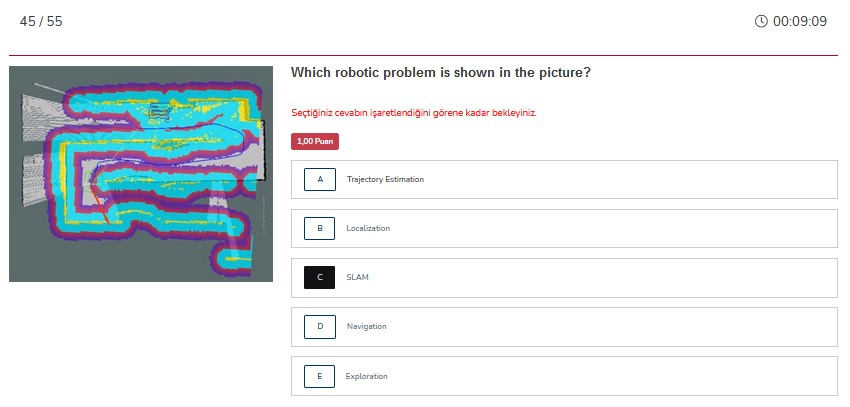 45 / 55
00:09:09
Which robotic problem is shown in the picture?
Seçtiğiniz cevabın işaretlendiğini görene kadar bekleyiniz.
1,00 Puan
A Trajectory Estimation
B Localization
C SLAM
D Navigation
E Exploration